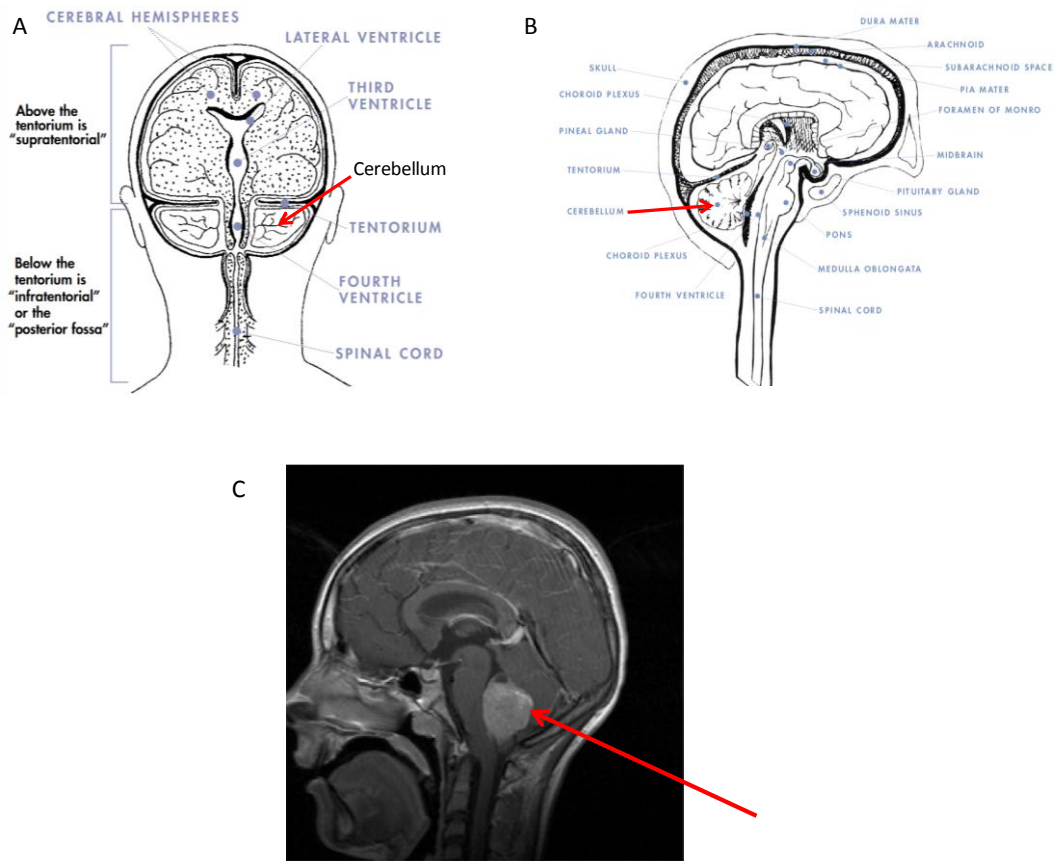 A
CEREBRAL HEMISPHERES
LATERAL VENTRICLE
THIRD
VENTRICLE
Above the
tentorium is
"supratentorial"
Cerebellum
TENTORIUM
Below the
tentorium is
"infratentorial"
or the
"posterior fossa"
FOURTH
VENTRICLE
SPINAL CORD
B
DURA MATER
ARACHNOID
SUBARACHNOID SPACE
PIA MATER
FORAMEN OF MONRO
SKULL
CHOROID PLEXUS
PINEAL GLAND
TENTORIUM
CEREBELLUM
CHOROID PLEXUS
FOURTH VENTRICLE
MIDBRAIN
PITUITARY GLAND
SPHENOID SINUS
PONS
MEDULLA OBLONGATA
SPINAL CORD
C